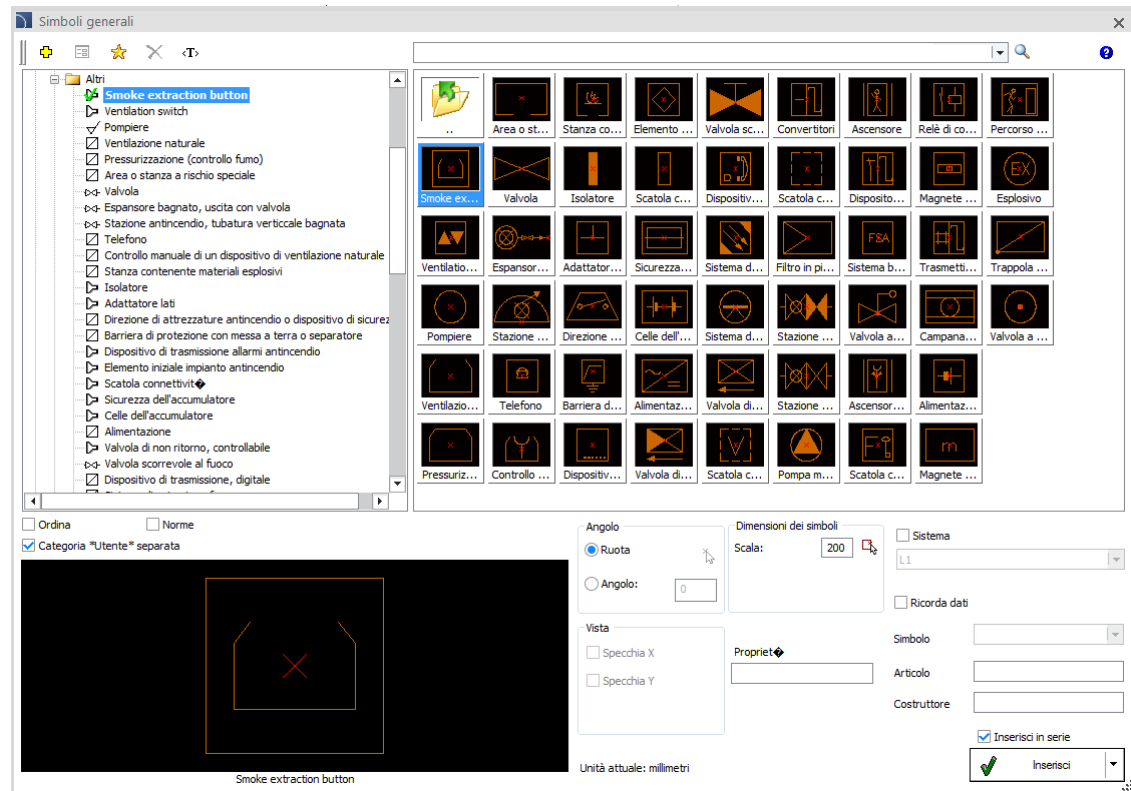 Simboli generali
<T>
Altri
Smoke extraction button
Ventilation switch
Pompiere
Ventilazione naturale
Pressurizzazione (controllo fumo)
Area o stanza a rischio speciale
Valvola
Espansore bagnato, uscita con valvola
Stazione antincendio, tubatura verticcale bagnata
Telefono
Controllo manuale di un dispositivo di ventilazione naturale
Stanza contenente materiali esplosivi
Isolatore
Adattatore lati
Direzione di attrezzature antincendio o dispositivo di sicurez
Barriera di protezione con messa a terra o separatore
Dispositivo di trasmissione allarmi antincendio
Elemento iniziale impianto antincendio
Scatola connettivit�
Sicurezza dell'accumulatore
Celle dell'accumulatore
Alimentazione
Valvola di non ritorno, controllabile
Valvola scorrevole al fuoco
Dispositivo di trasmissione, digitale
.. Area o st... Stanza co... Elemento ... Valvola sc... Convertitori Ascensore Relè di co... Percorso ...
D EX
Smoke ex... Valvola Isolatore Scatola c... Dispositiv... Scatola c... Disposito... Magnete ... Esplosivo
FSA
Ventilatio... Espansor... Adattator... Sicurezza... Sistema d... Filtro in pi... Sistema b... Trasmetti... Trappola ...
Pompiere Stazione ... Direzione ... Celle dell'... Sistema d... Stazione ... Valvola a... Campana... Valvola a ...
Ventilazio... Telefono Barriera d... Alimentaz... Valvola di... Stazione ... Ascensor... Alimentaz...
V F m
Pressuriz... Controllo ... Dispositiv... Valvola di... Scatola c... Pompa m... Scatola c... Magnete ...
Ordina Norme
Categoria *Utente* separata
Smoke extraction button
Angolo
Ruota
Angolo: 0
Dimensioni dei simboli
Scala: 200
Vista
Specchia X
Specchia Y
Propriet�
Unità attuale: millimetri
Sistema
L1
Ricorda dati
Simbolo
Articolo
Costruttore
Inserisci in serie
Inserisci